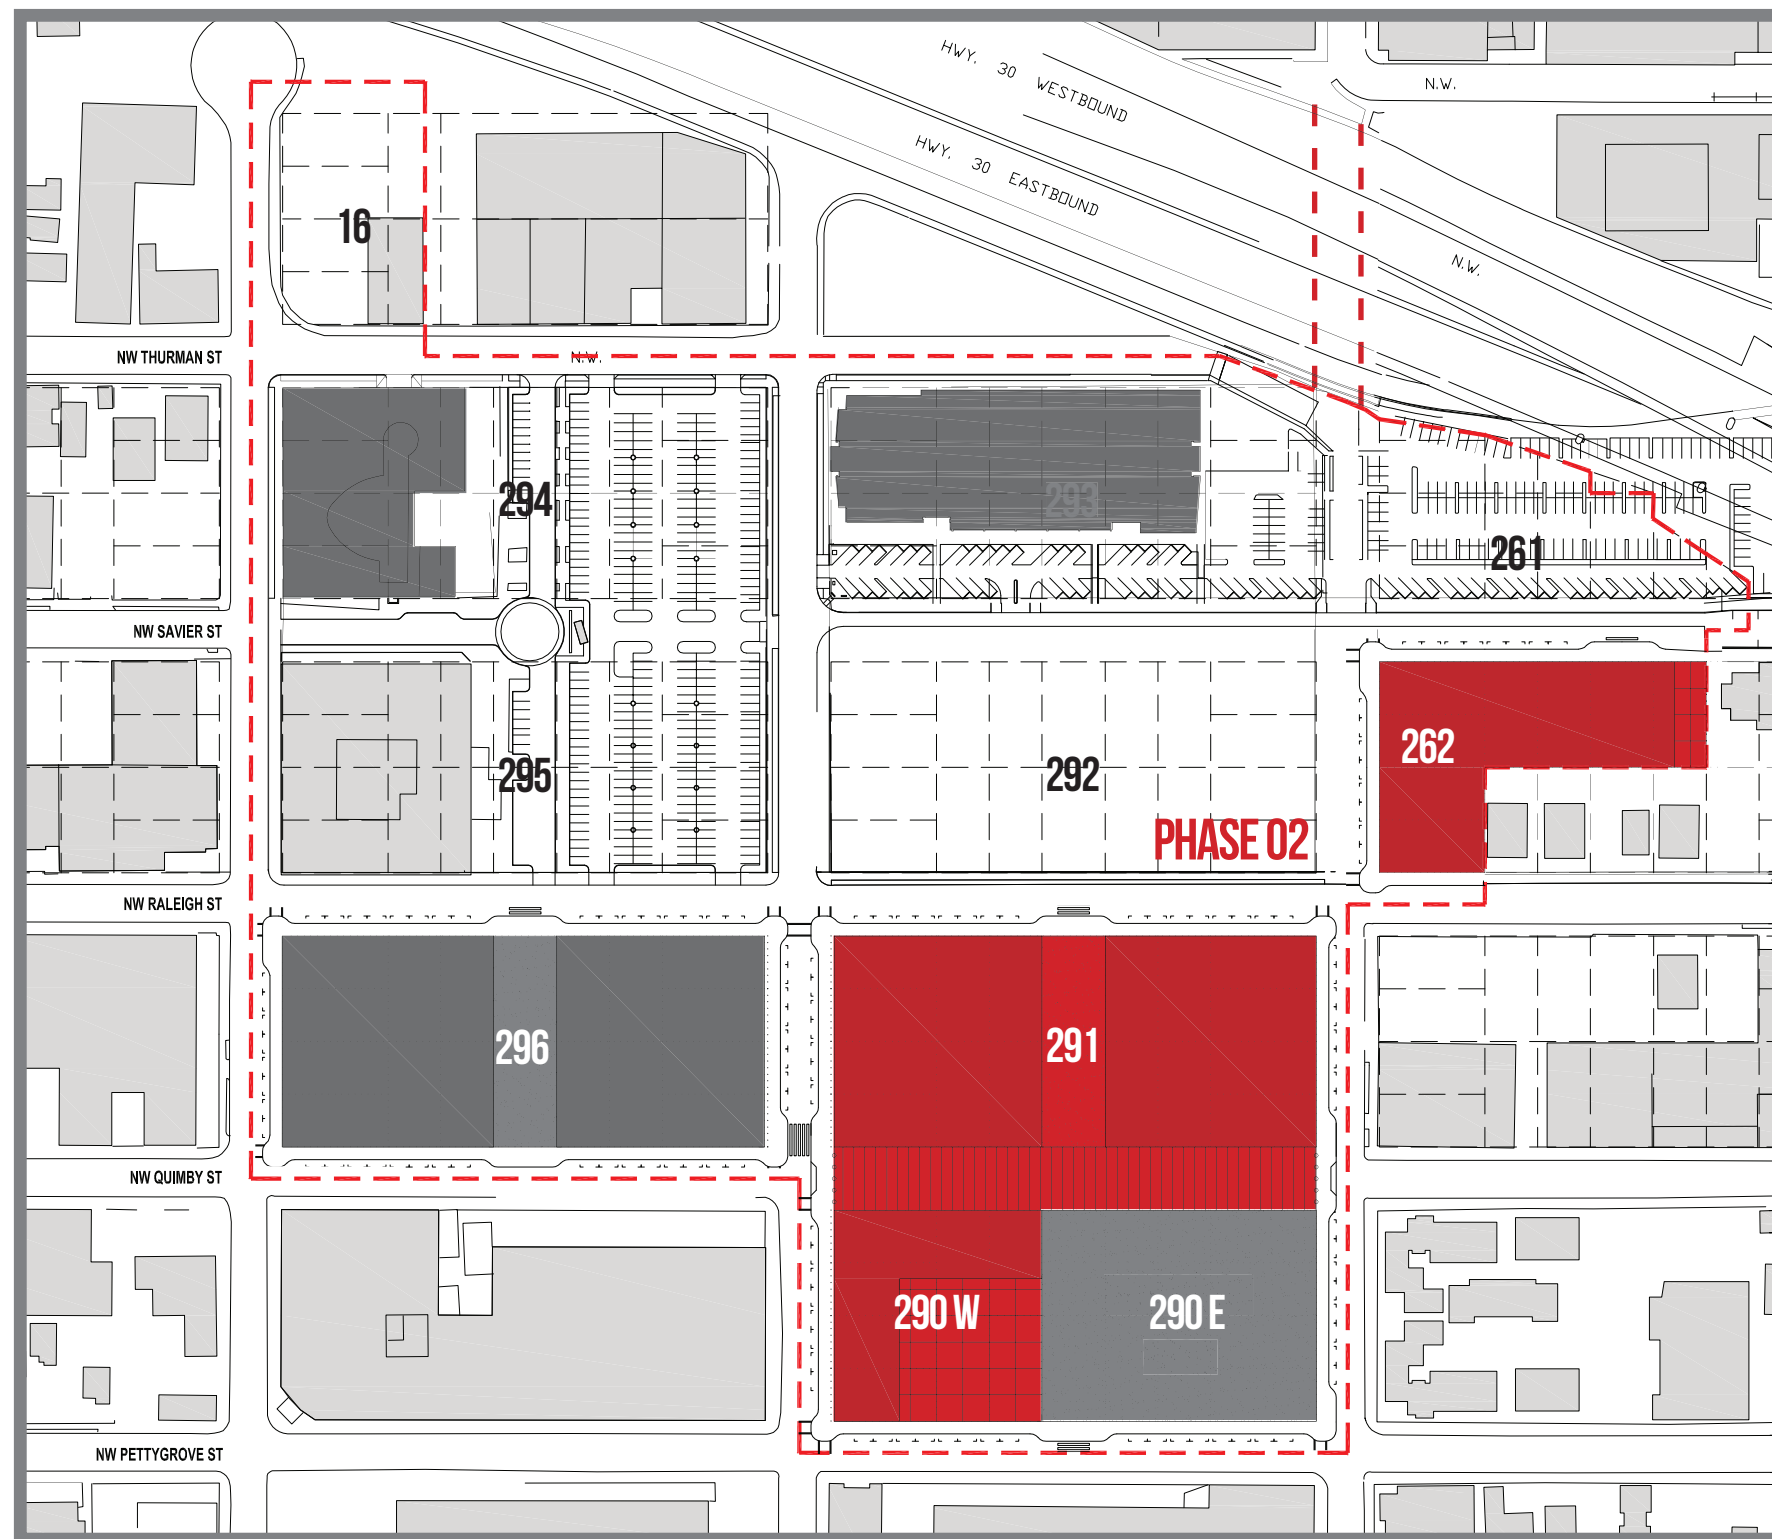 HWY. 30 WESTBOUND
N.W.
HWY. 30 EASTBOUND
16
N.W.
NW THURMAN ST
N.W.
294
293
261
NW SAVIER ST
262
295
292
PHASE 02
NW RALEIGH ST
296
291
NW QUIMBY ST
290 W
290 E
NW PETTYGROVE ST